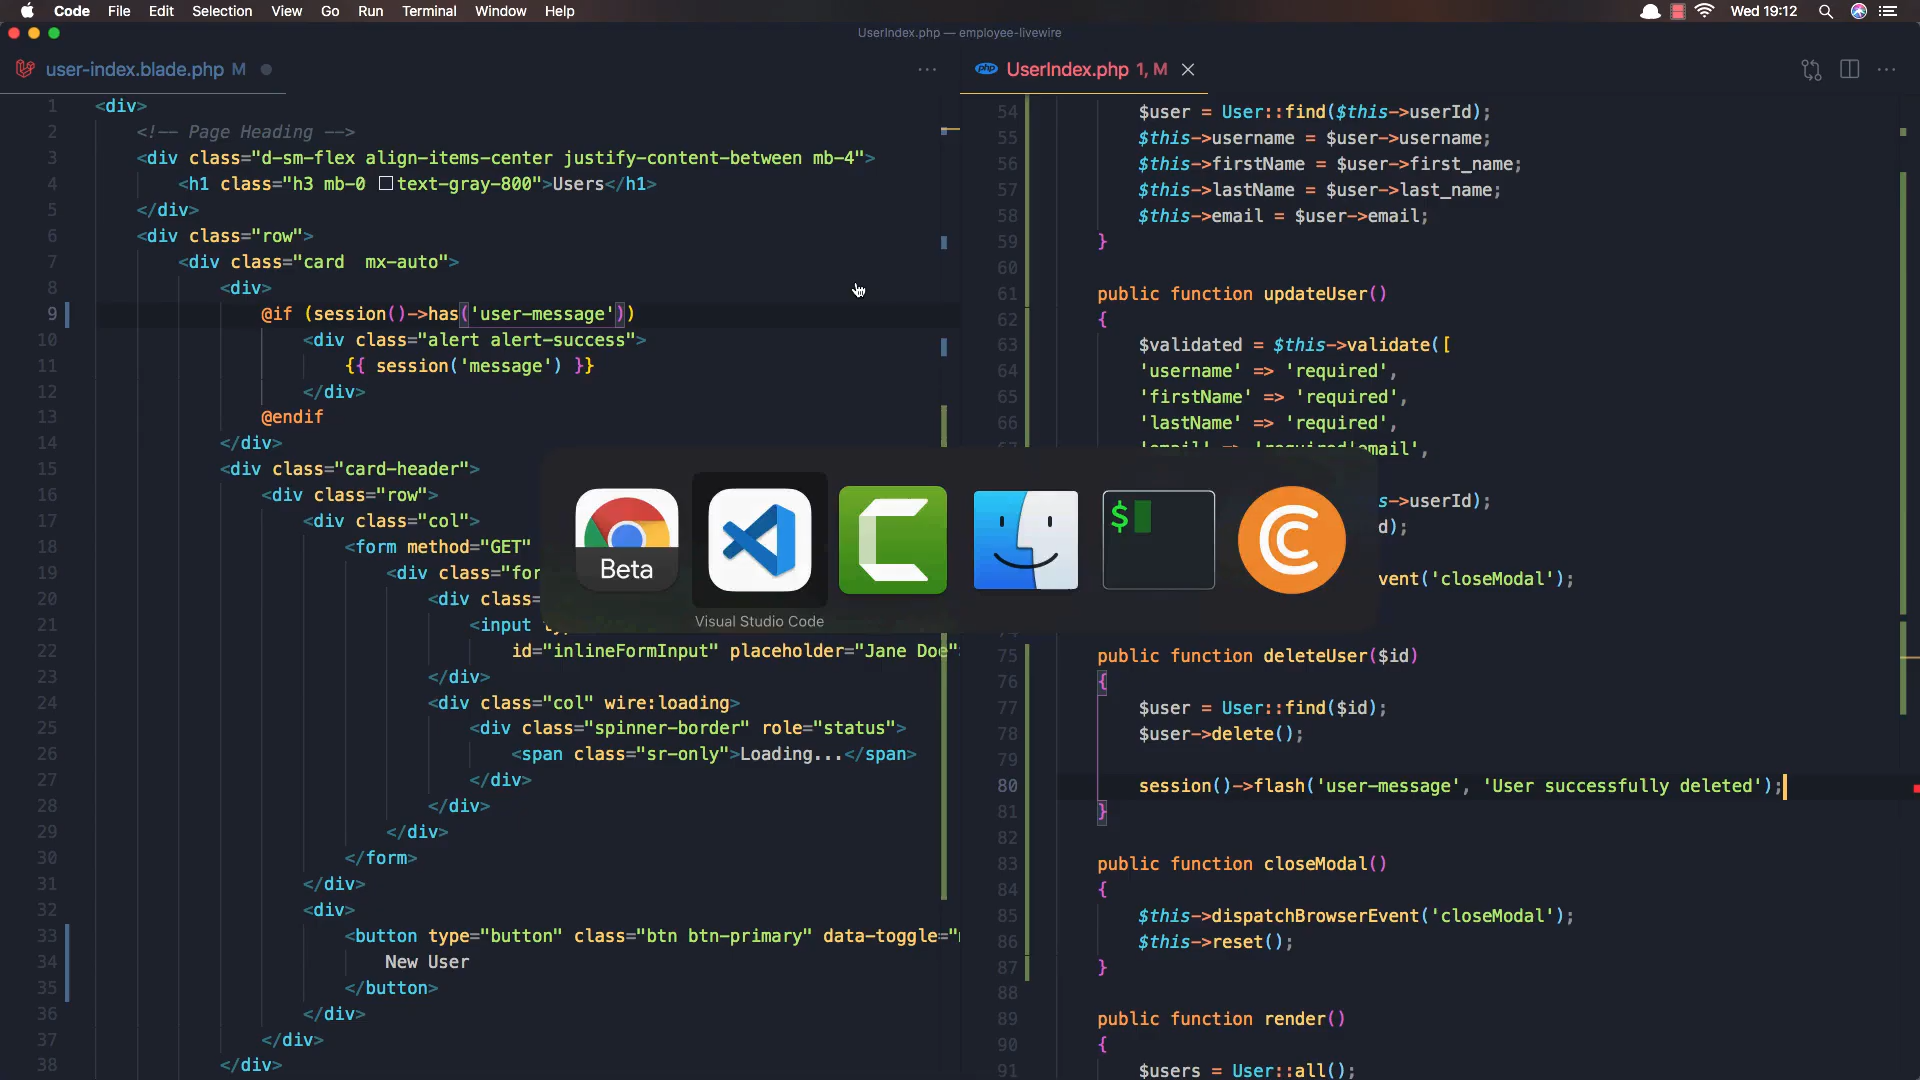 Code File Edit Selection View Go Run Terminal Window Help
Wed 19:12
UserIndex.php — employee-livewire
user-index.blade.php M
UserIndex.php 1, M
1 <div>
2 <!-- Page Heading -->
3 <div class="d-sm-flex align-items-center justify-content-between mb-4">
4 <h1 class="h3 mb-0 text-gray-800">Users</h1>
5 </div>
6 <div class="row">
7 <div class="card  mx-auto">
8 <div>
9 @if (session()->has('user-message'))
10 <div class="alert alert-success">
11 {{ session('message') }}
12 </div>
13 @endif
14 </div>
15 <div class="card-header">
16 <div class="row">
17 <div class="col">
18 <form method="GET"
19 <div class="for
20 <div class=
21 <input
22 id="inlineFormInput" placeholder="Jane Doe"
23 </div>
24 <div class="col" wire:loading>
25 <div class="spinner-border" role="status">
26 <span class="sr-only">Loading...</span>
27 </div>
28 </div>
29 </div>
30 </form>
31 </div>
32 <div>
33 <button type="button" class="btn btn-primary" data-toggle="
34 New User
35 </button>
36 </div>
37 </div>
38 </div>
54 $user = User::find($this->userId);
55 $this->username = $user->username;
56 $this->firstName = $user->first_name;
57 $this->lastName = $user->last_name;
58 $this->email = $user->email;
59 }
60
61 public function updateUser()
62 {
63 $validated = $this->validate([
64 'username' => 'required',
65 'firstName' => 'required',
66 'lastName' => 'required',
s->userId);
d);
vent('closeModal');
75 public function deleteUser($id)
76 {
77 $user = User::find($id);
78 $user->delete();
79
80 session()->flash('user-message', 'User successfully deleted');
81 }
82
83 public function closeModal()
84 {
85 $this->dispatchBrowserEvent('closeModal');
86 $this->reset();
87 }
88
89 public function render()
90 {
91 $users = User::all();
Beta
$
Visual Studio Code